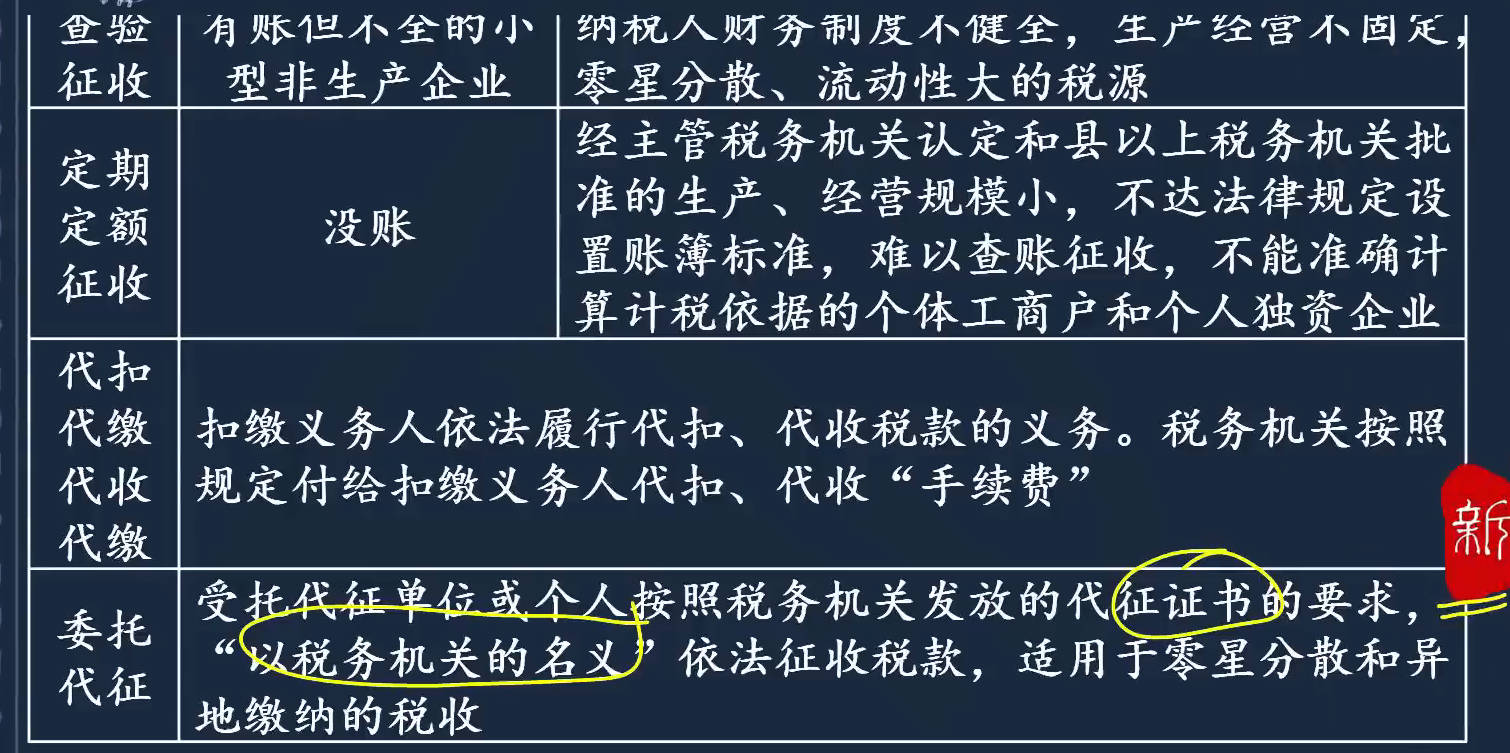 查验
征收
有账但不全的小
型非生产企业
纳税人财务制度不健全，生产经营不固定，
零星分散、流动性大的税源
定期
定额
征收
没账
经主管税务机关认定和县以上税务机关批
准的生产、经营规模小，不达法律规定设
置账簿标准，难以查账征收，不能准确计
算计税依据的个体工商户和个人独资企业
代扣
代缴
代收
代缴
扣缴义务人依法履行代扣、代收税款的义务。税务机关按照
规定付给扣缴义务人代扣、代收“手续费”
委托
代征
受托代征单位或个人按照税务机关发放的代征证书的要求，
“以税务机关的名义”依法征收税款，适用于零星分散和异
地缴纳的税收
新